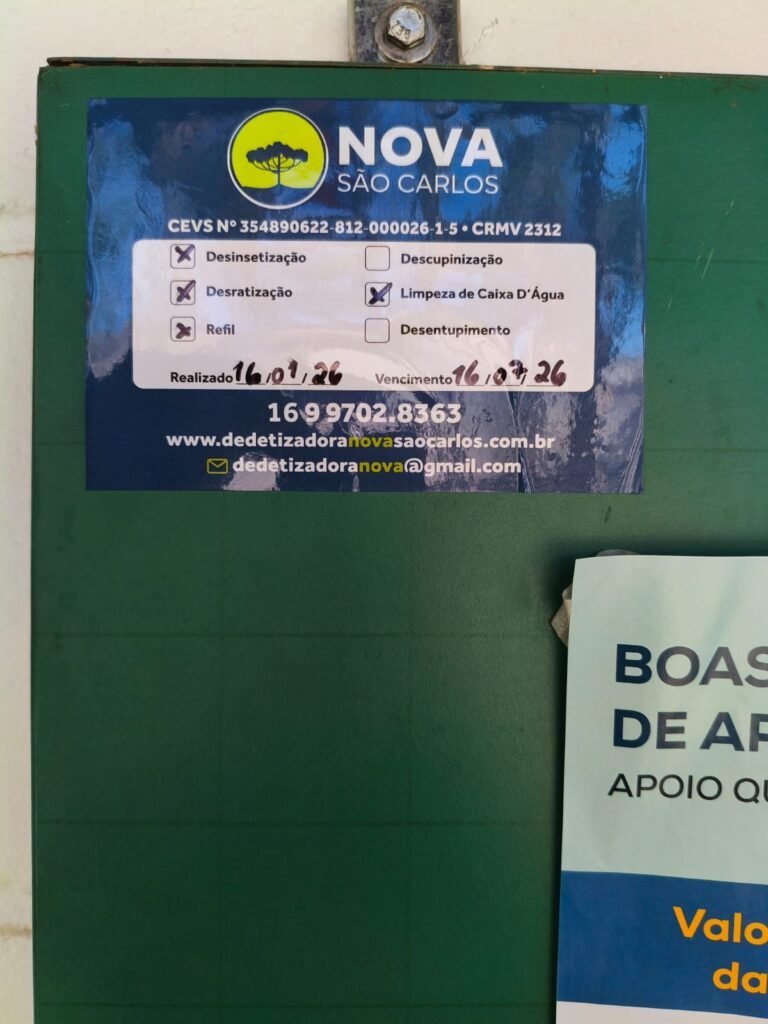 NOVA
SÃO CARLOS
CEVS Nº 354890622-812-000026-1-5 • CRMV 2312
Desinsetização
Descupinização
Desratização
Limpeza de Caixa D'Água
Refil
Desentupimento
Realizado 16/01/26 Vencimento 16/07/26
16 9 9702.8363
www.dedetizadoranovasaocarlos.com.br
dedetizadoranova@gmail.com
BOAS
DE AP
APOIO QU
Valo
da